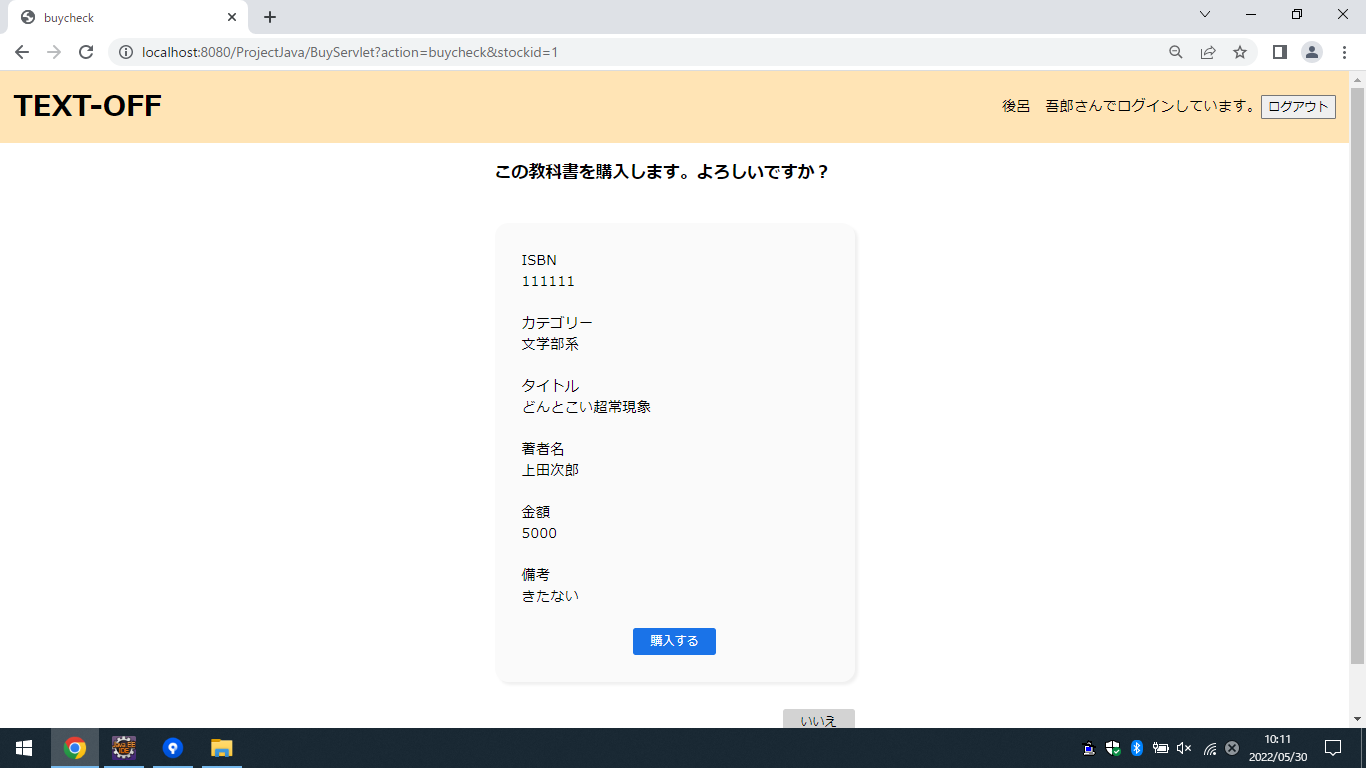 buycheck
localhost:8080/ProjectJava/BuyServlet?action=buycheck&stockid=1
TEXT-OFF
後呂　吾郎さんでログインしています。 ログアウト
この教科書を購入します。よろしいですか？
ISBN
111111
カテゴリー
文学部系
タイトル
どんとこい超常現象
著者名
上田次郎
金額
5000
備考
きたない
購入する
いいえ
10:11
2022/05/30